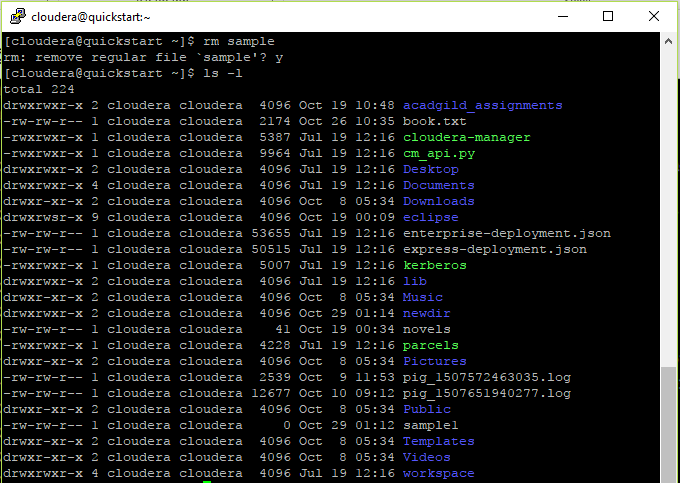 cloudera@quickstart:~
[cloudera@quickstart ~]$ rm sample
rm: remove regular file `sample'? y
[cloudera@quickstart ~]$ ls -l
total 224
drwxrwxr-x 2 cloudera cloudera  4096 Oct 19 10:48 acadgild_assignments
-rw-rw-r-- 1 cloudera cloudera  2174 Oct 26 10:35 book.txt
-rwxrwxr-x 1 cloudera cloudera  5387 Jul 19 12:16 cloudera-manager
-rwxrwxr-x 1 cloudera cloudera  9964 Jul 19 12:16 cm_api.py
drwxrwxr-x 2 cloudera cloudera  4096 Jul 19 12:16 Desktop
drwxrwxr-x 4 cloudera cloudera  4096 Jul 19 12:16 Documents
drwxr-xr-x 2 cloudera cloudera  4096 Oct  8 05:34 Downloads
drwxrwsr-x 9 cloudera cloudera  4096 Oct 19 00:09 eclipse
-rw-rw-r-- 1 cloudera cloudera 53655 Jul 19 12:16 enterprise-deployment.json
-rw-rw-r-- 1 cloudera cloudera 50515 Jul 19 12:16 express-deployment.json
-rwxrwxr-x 1 cloudera cloudera  5007 Jul 19 12:16 kerberos
drwxrwxr-x 2 cloudera cloudera  4096 Jul 19 12:16 lib
drwxr-xr-x 2 cloudera cloudera  4096 Oct  8 05:34 Music
drwxrwxr-x 2 cloudera cloudera  4096 Oct 29 01:14 newdir
-rw-rw-r-- 1 cloudera cloudera    41 Oct 19 00:34 novels
-rwxrwxr-x 1 cloudera cloudera  4228 Jul 19 12:16 parcels
drwxr-xr-x 2 cloudera cloudera  4096 Oct  8 05:34 Pictures
-rw-rw-r-- 1 cloudera cloudera  2539 Oct  9 11:53 pig_1507572463035.log
-rw-rw-r-- 1 cloudera cloudera 12677 Oct 10 09:12 pig_1507651940277.log
drwxr-xr-x 2 cloudera cloudera  4096 Oct  8 05:34 Public
-rw-rw-r-- 1 cloudera cloudera     0 Oct 29 01:12 sample1
drwxr-xr-x 2 cloudera cloudera  4096 Oct  8 05:34 Templates
drwxr-xr-x 2 cloudera cloudera  4096 Oct  8 05:34 Videos
drwxrwxr-x 4 cloudera cloudera  4096 Jul 19 12:16 workspace